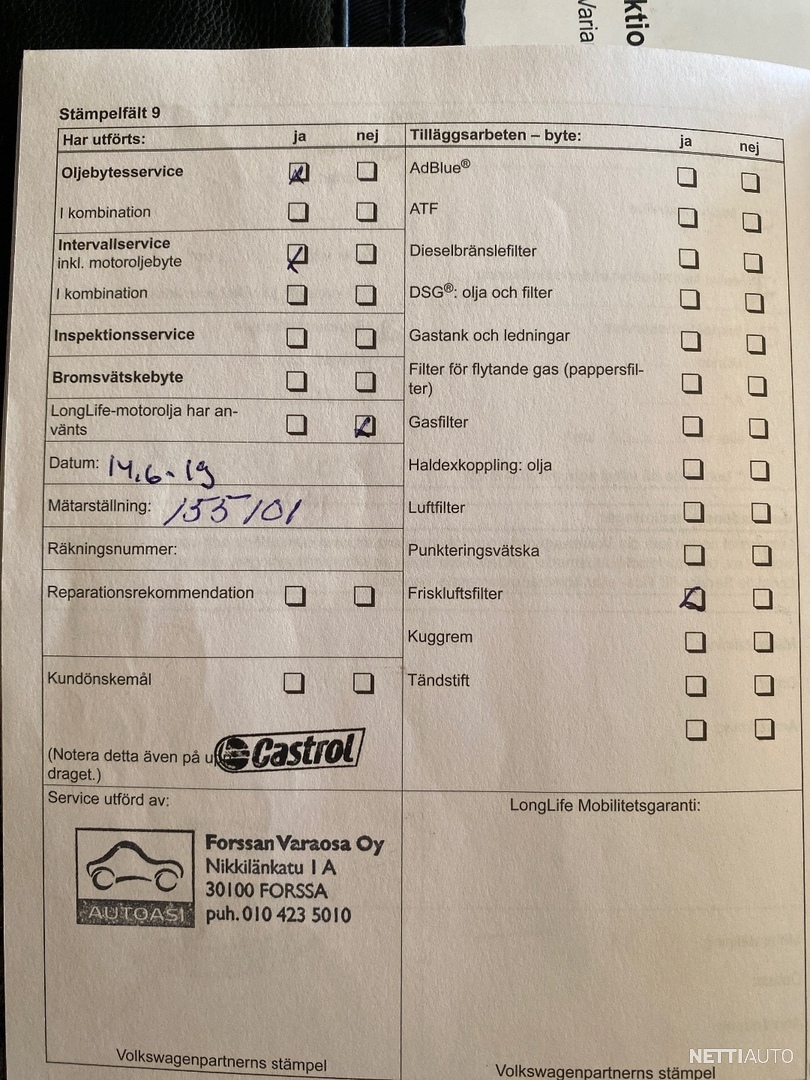 ktion
Varia
Stämpelfält 9
Har utförts: ja nej
Oljebytesservice
I kombination
Intervallservice
inkl. motoroljebyte
I kombination
Inspektionsservice
Bromsvätskebyte
LongLife-motorolja har an-
vänts
Datum: 14.6.19
Mätarställning: 155101
Räkningsnummer:
Reparationsrekommendation
Kundönskemål
(Notera detta även på
draget.)
Castrol
Service utförd av:
AUTOASI
Forssan Varaosa Oy
Nikkilänkatu 1 A
30100 FORSSA
puh. 010 423 5010
Volkswagenpartnerns stämpel
Tilläggsarbeten – byte: ja nej
AdBlue®
ATF
Dieselbränslefilter
DSG®: olja och filter
Gastank och ledningar
Filter för flytande gas (pappersfil-
ter)
Gasfilter
Haldexkoppling: olja
Luftfilter
Punkteringsvätska
Friskluftsfilter
Kuggrem
Tändstift
LongLife Mobilitetsgaranti:
Volkswagenpartnerns stämpel
NETTIAUTO